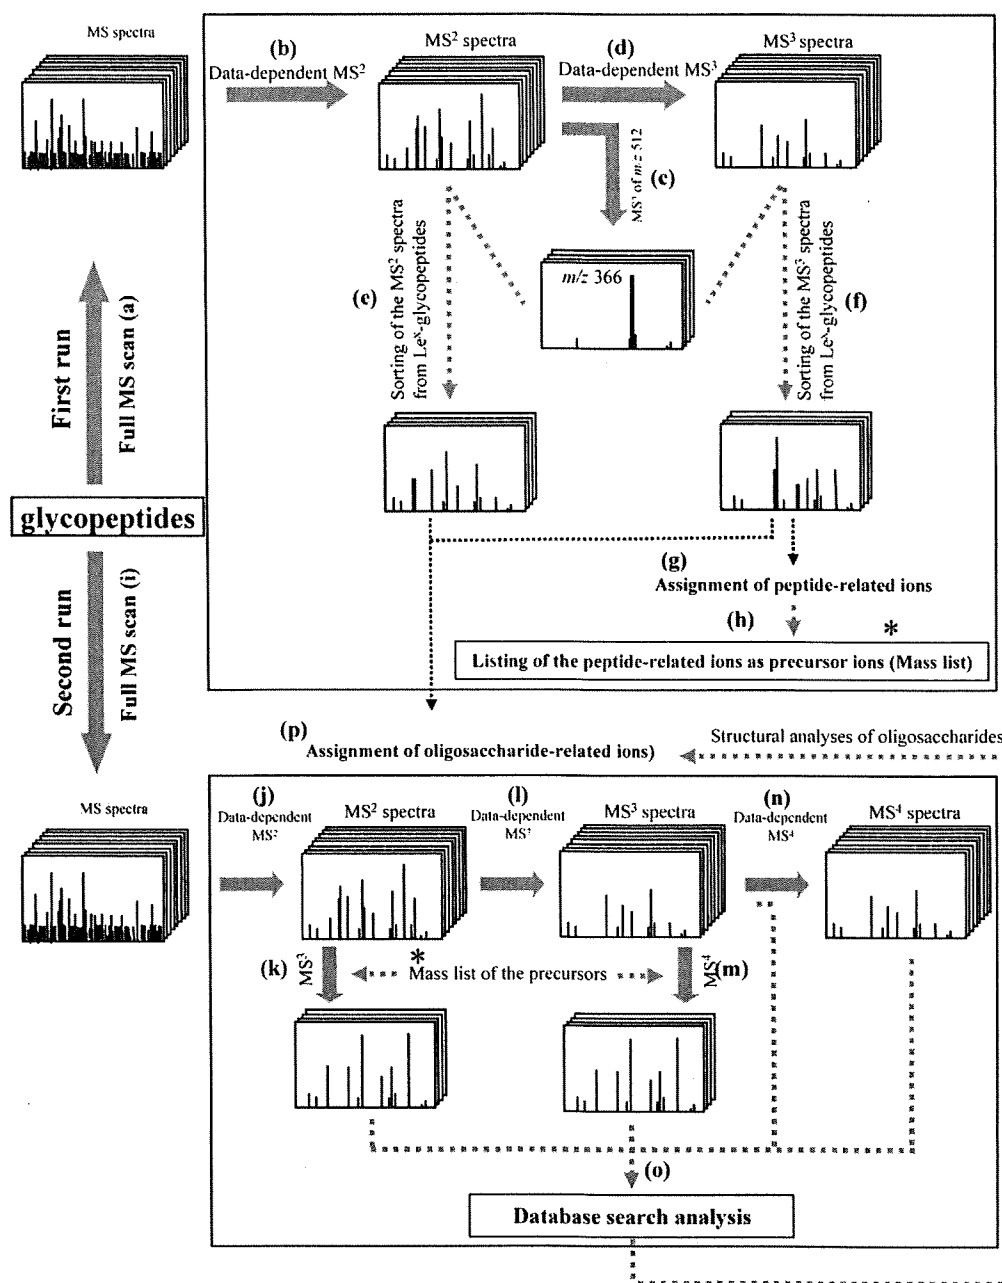 MS spectra
(b)
Data-dependent MS²
MS² spectra
(d)
Data-dependent MS³
MS³ spectra
MS³ of m/z 512
(c)
m/z 366
(e)
Sorting of the MS² spectra
from Leˣ-glycopeptides
(f)
Sorting of the MS³ spectra
from Leˣ-glycopeptides
First run
Full MS scan (a)
glycopeptides
Second run
Full MS scan (i)
(g)
Assignment of peptide-related ions
(h)
*
Listing of the peptide-related ions as precursor ions (Mass list)
(p)
Assignment of oligosaccharide-related ions)
Structural analyses of oligosaccharides
MS spectra
(j)
Data-dependent
MS²
MS² spectra
(l)
Data-dependent
MS³
MS³ spectra
(n)
Data-dependent
MS⁴
MS⁴ spectra
(k)
MS³
*
Mass list of the precursors
MS⁴
(m)
(o)
Database search analysis